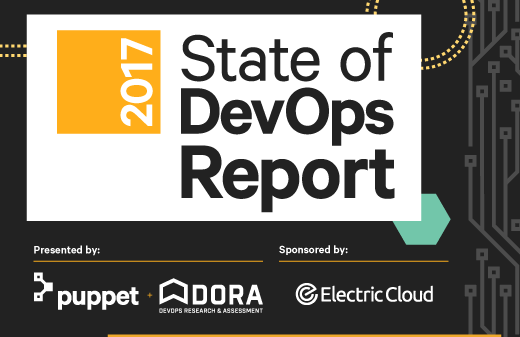 2017
State of
DevOps
Report
Presented by:
Sponsored by:
puppet + DORA
DEVOPS RESEARCH & ASSESSMENT
Electric Cloud